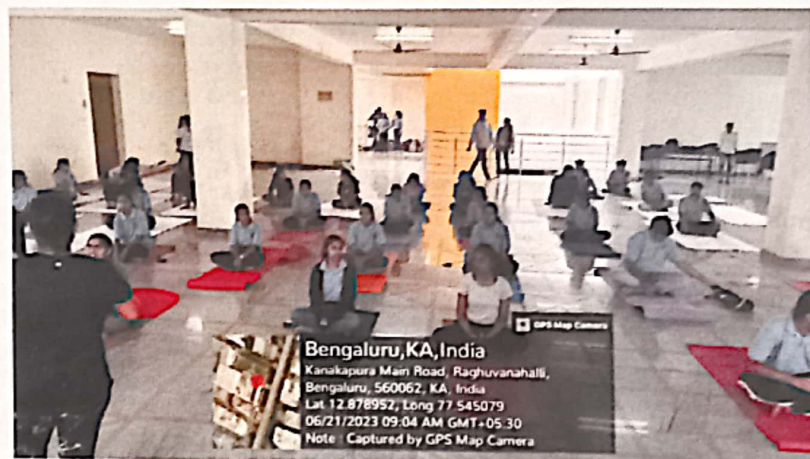 GPS Map Camera
Bengaluru,KA,India
Kanakapura Main Road, Raghuvanahalli,
Bengaluru, 560062, KA, India
Lat 12.878952, Long 77.545079
06/21/2023 09:04 AM GMT+05:30
Note : Captured by GPS Map Camera